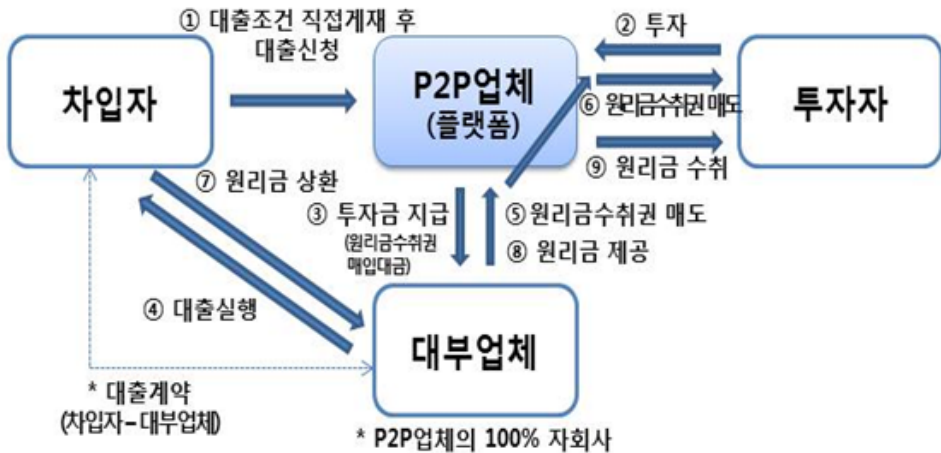 ① 대출조건 직접게재 후
대출신청
② 투자
차입자
P2P업체
(플랫폼)
투자자
⑥ 원리금수취권 매도
⑨ 원리금 수취
⑦ 원리금 상환
③ 투자금 지급
(원리금수취권
매입대금)
⑤ 원리금수취권 매도
⑧ 원리금 제공
④ 대출실행
대부업체
* 대출계약
(차입자 – 대부업체)
* P2P업체의 100% 자회사